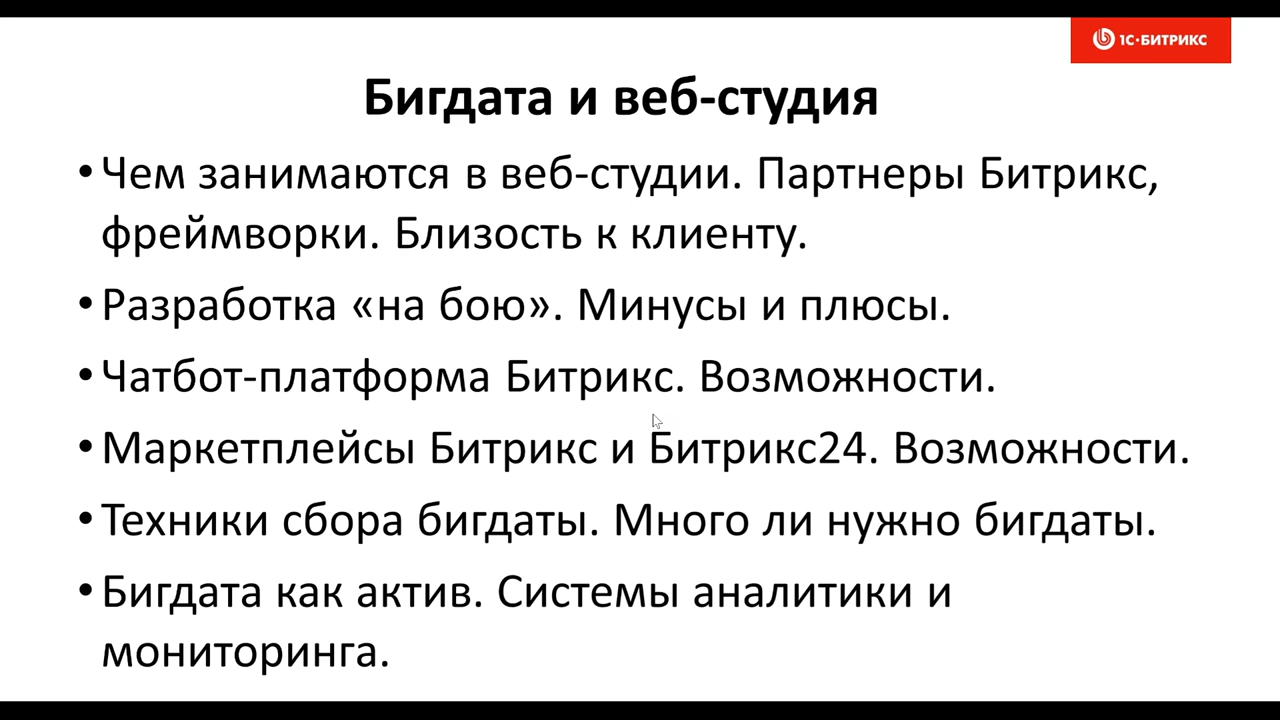 1С·БИТРИКС
Бигдата и веб-студия
•Чем занимаются в веб-студии. Партнеры Битрикс,
фреймворки. Близость к клиенту.
•Разработка «на бою». Минусы и плюсы.
•Чатбот-платформа Битрикс. Возможности.
•Маркетплейсы Битрикс и Битрикс24. Возможности.
•Техники сбора бигдаты. Много ли нужно бигдаты.
•Бигдата как актив. Системы аналитики и
мониторинга.